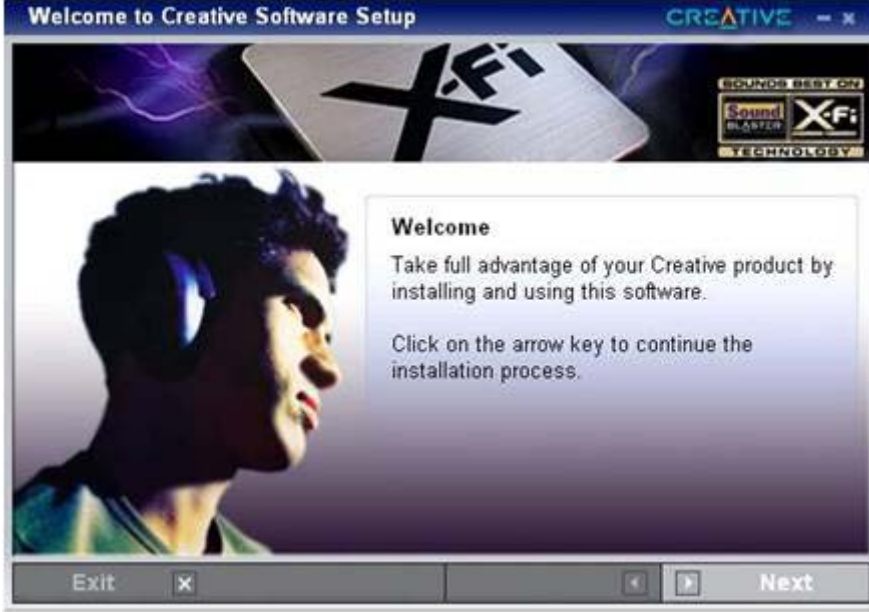 Welcome to Creative Software Setup
CREATIVE
X-Fi
SOUNDS BEST ON
Sound BLASTER
X-Fi
TECHNOLOGY
Welcome
Take full advantage of your Creative product by
installing and using this software.
Click on the arrow key to continue the
installation process.
Exit
Next